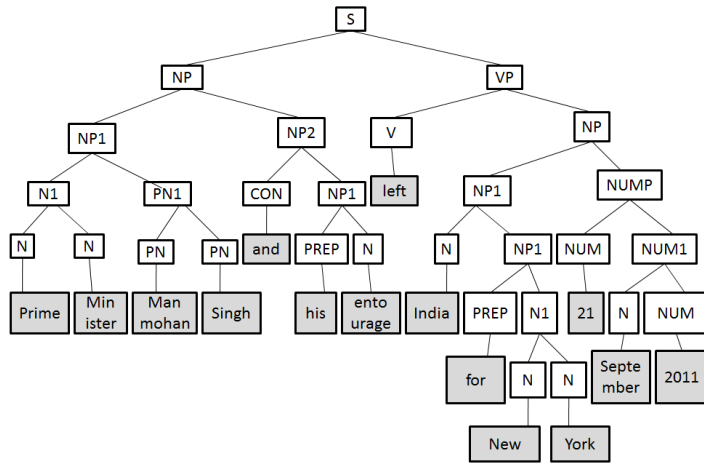 S
NP VP
NP1 NP2 V NP
N1 PN1 CON NP1 left NP1 NUMP
N N PN PN and PREP N N NP1 NUM NUM1
Prime Min
ister Man
mohan Singh his ento
urage India PREP N1 21 N NUM
for N N Septe
mber 2011
New York